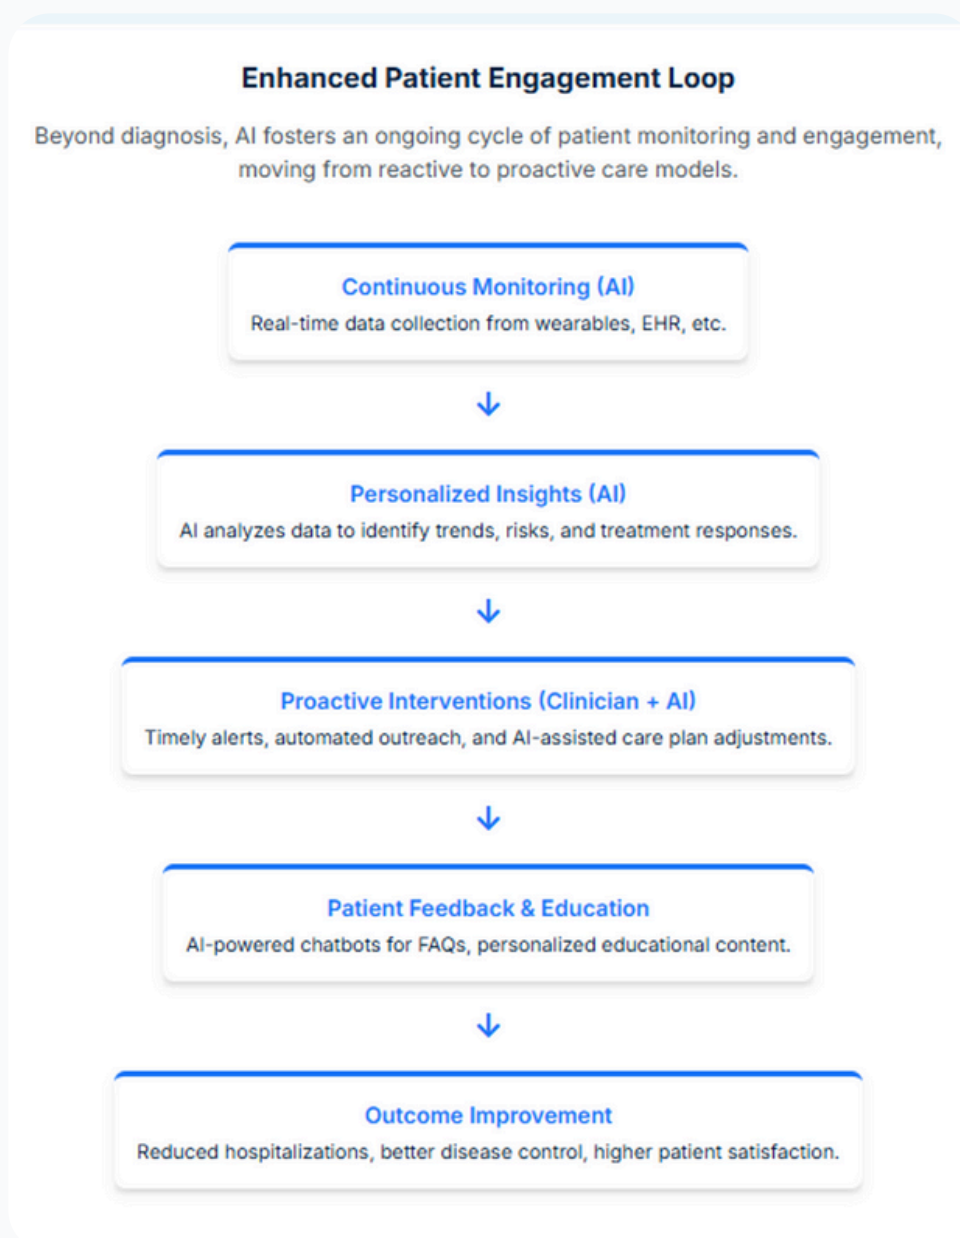 Enhanced Patient Engagement Loop
Beyond diagnosis, AI fosters an ongoing cycle of patient monitoring and engagement,
moving from reactive to proactive care models.
Continuous Monitoring (AI)
Real-time data collection from wearables, EHR, etc.
↓
Personalized Insights (AI)
AI analyzes data to identify trends, risks, and treatment responses.
↓
Proactive Interventions (Clinician + AI)
Timely alerts, automated outreach, and AI-assisted care plan adjustments.
↓
Patient Feedback & Education
AI-powered chatbots for FAQs, personalized educational content.
↓
Outcome Improvement
Reduced hospitalizations, better disease control, higher patient satisfaction.